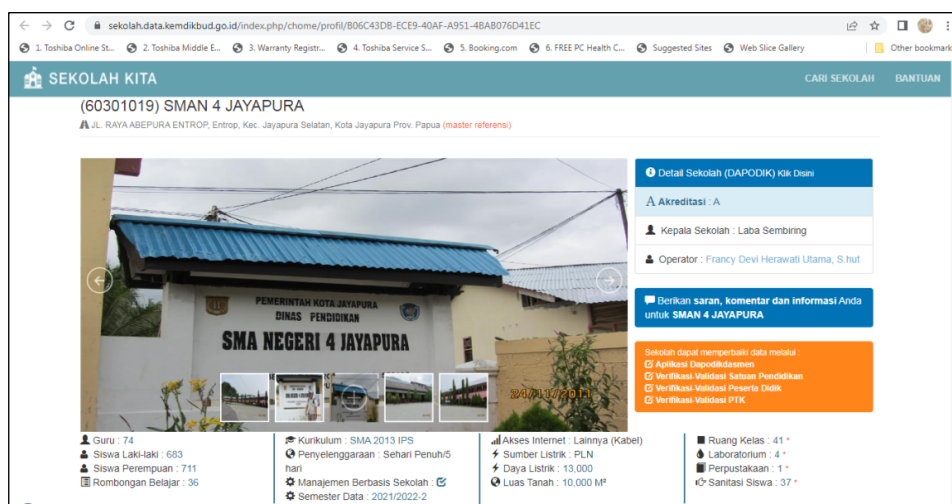 sekolah.data.kemdikbud.go.id/index.php/chome/profil/B06C43DB-ECE9-40AF-A951-4BAB076D41EC
1. Toshiba Online St... 2. Toshiba Middle E... 3. Warranty Registr... 4. Toshiba Service S... 5. Booking.com 6. FREE PC Health C... Suggested Sites Web Slice Gallery Other bookmark
SEKOLAH KITA CARI SEKOLAH BANTUAN
(60301019) SMAN 4 JAYAPURA
JL. RAYA ABEPURA ENTROP, Entrop, Kec. Jayapura Selatan, Kota Jayapura Prov. Papua (master referensi)
PEMERINTAH KOTA JAYAPURA
DINAS PENDIDIKAN
SMA NEGERI 4 JAYAPURA
24/11/2011
Detail Sekolah (DAPODIK) Klik Disini
Akreditasi : A
Kepala Sekolah : Laba Sembiring
Operator : Francy Devi Herawati Utama, S.hut
Berikan saran, komentar dan informasi Anda
untuk SMAN 4 JAYAPURA
Sekolah dapat memperbaiki data melalui :
Aplikasi Dapodikdasmen
Verifikasi-Validasi Satuan Pendidikan
Verifikasi-Validasi Peserta Didik
Verifikasi-Validasi PTK
Guru : 74
Siswa Laki-laki : 683
Siswa Perempuan : 711
Rombongan Belajar : 36
Kurikulum : SMA 2013 IPS
Penyelenggaraan : Sehari Penuh/5
hari
Manajemen Berbasis Sekolah :
Semester Data : 2021/2022-2
Akses Internet : Lainnya (Kabel)
Sumber Listrik : PLN
Daya Listrik : 13,000
Luas Tanah : 10,000 M²
Ruang Kelas : 41 *
Laboratorium : 4 *
Perpustakaan : 1 *
Sanitasi Siswa : 37 *